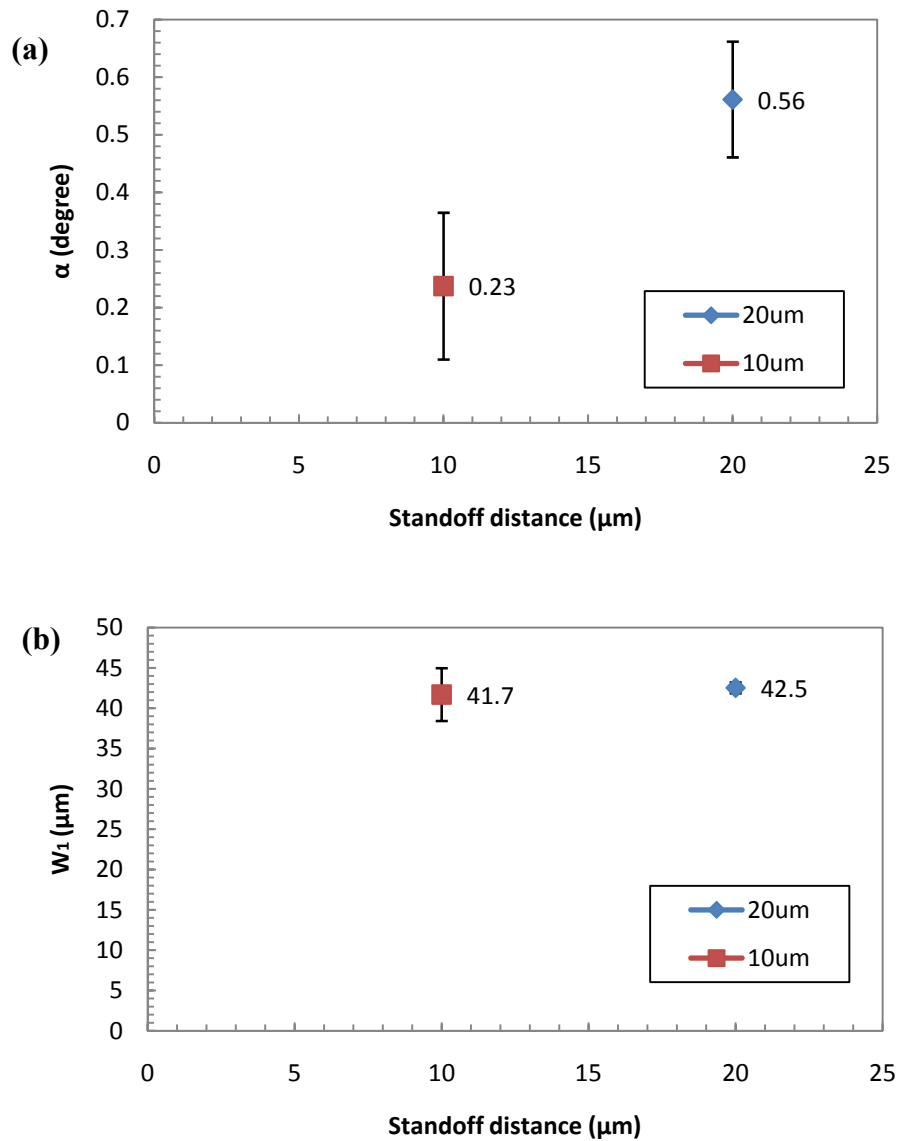 (a)
0.7
0.6
0.5
0.4
0.3
0.2
0.1
0
α (degree)
0.56
0.23
20um
10um
0 5 10 15 20 25
Standoff distance (µm)
(b)
50
45
40
35
30
25
20
15
10
5
0
W1 (µm)
41.7
42.5
20um
10um
0 5 10 15 20 25
Standoff distance (µm)